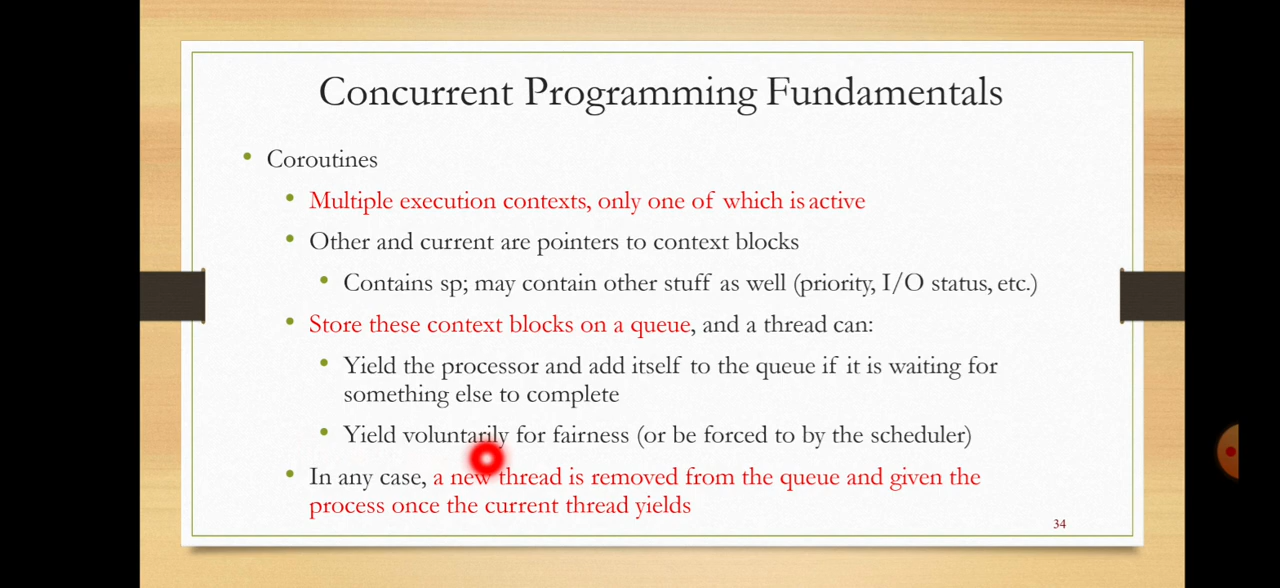 Concurrent Programming Fundamentals
• Coroutines
• Multiple execution contexts, only one of which is active
• Other and current are pointers to context blocks
• Contains sp; may contain other stuff as well (priority, I/O status, etc.)
• Store these context blocks on a queue, and a thread can:
• Yield the processor and add itself to the queue if it is waiting for
something else to complete
• Yield voluntarily for fairness (or be forced to by the scheduler)
• In any case, a new thread is removed from the queue and given the
process once the current thread yields
34